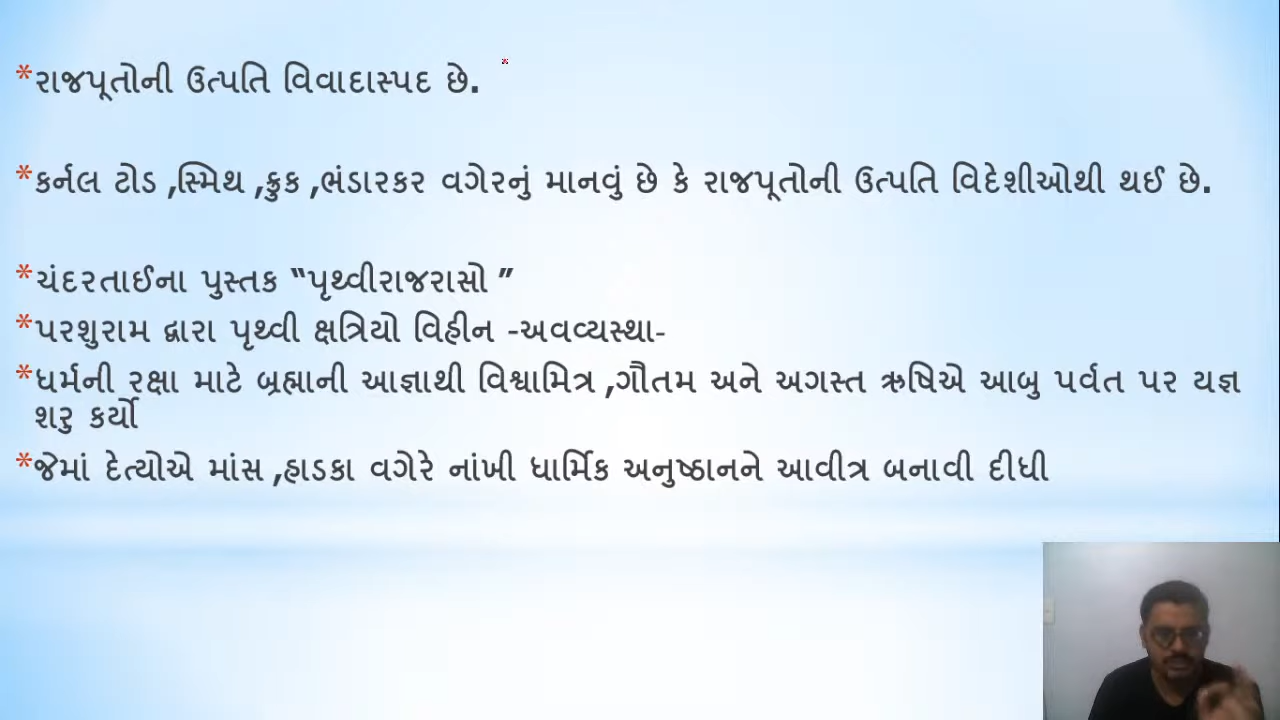 *રાજપૂતોની ઉત્પતિ વિવાદાસ્પદ છે.
*કર્નલ ટોડ ,સ્મિથ ,ક્રુક ,ભંડારકર વગેરનું માનવું છે કે રાજપૂતોની ઉત્પતિ વિદેશીઓથી થઈ છે.
*ચંદરતાઈના પુસ્તક “પૃથ્વીરાજરાસો ”
*પરશુરામ દ્વારા પૃથ્વી ક્ષત્રિયો વિહીન -અવવ્યસ્થા-
*ધર્મની રક્ષા માટે બ્રહ્માની આજ્ઞાથી વિશ્વામિત્ર ,ગૌતમ અને અગસ્ત ઋષિએ આબુ પર્વત પર યજ્ઞ
શરુ કર્યો
*જેમાં દેત્યોએ માંસ ,હાડકા વગેરે નાંખી ધાર્મિક અનુષ્ઠાનને આવીત્ર બનાવી દીધી